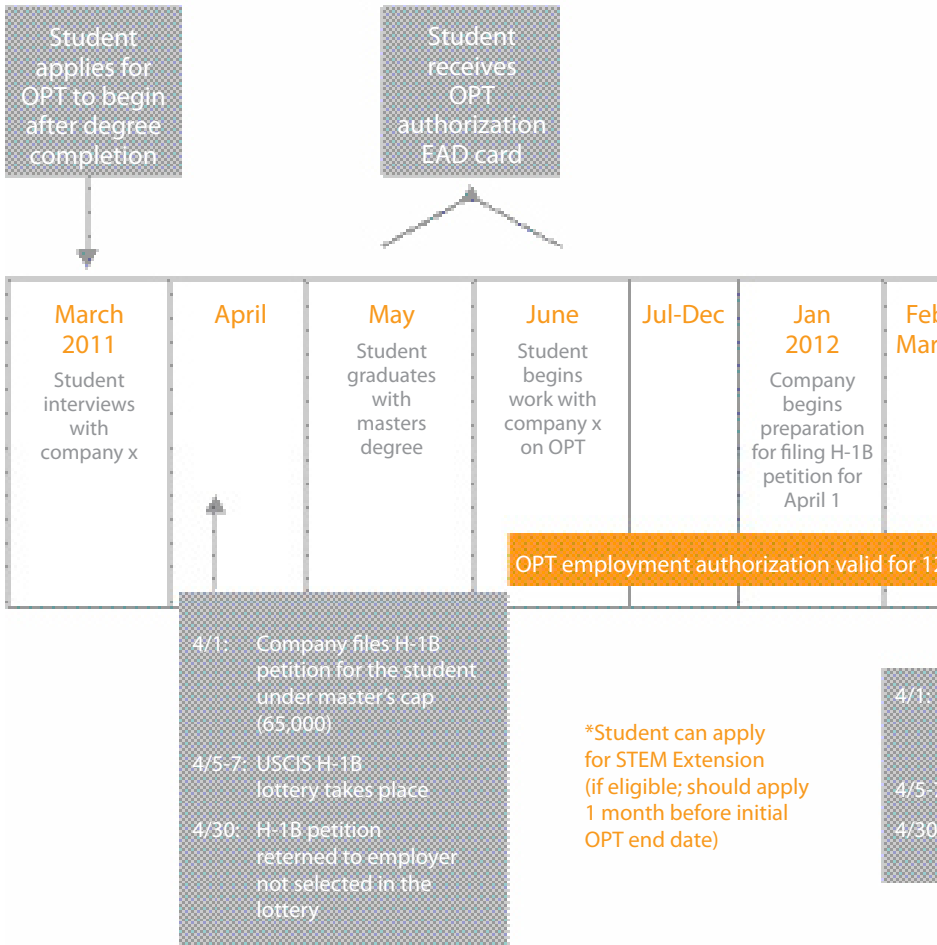 Student
applies for
OPT to begin
after degree
completion
Student
receives
OPT
authorization
EAD card
March
2011
Student
interviews
with
company x
April
May
Student
graduates
with
masters
degree
June
Student
begins
work with
company x
on OPT
Jul-Dec
Jan
2012
Company
begins
preparation
for filing H-1B
petition for
April 1
Feb
Mar
OPT employment authorization valid for 12
4/1: Company files H-1B
petition for the student
under master's cap
(65,000)
4/5-7: USCIS H-1B
lottery takes place
4/30: H-1B petition
reterned to employer
not selected in the
lottery
*Student can apply
for STEM Extension
(if eligible; should apply
1 month before initial
OPT end date)
4/1:
4/5-
4/30